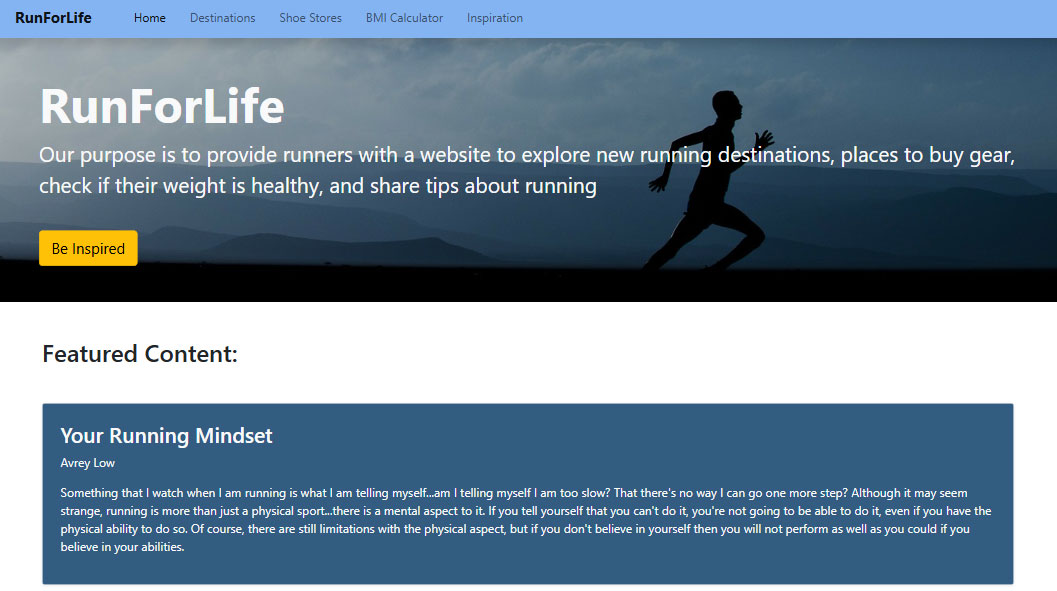 RunForLife Home Destinations Shoe Stores BMI Calculator Inspiration
RunForLife
Our purpose is to provide runners with a website to explore new running destinations, places to buy gear,
check if their weight is healthy, and share tips about running
Be Inspired
Featured Content:
Your Running Mindset
Avrey Low
Something that I watch when I am running is what I am telling myself...am I telling myself I am too slow? That there's no way I can go one more step? Although it may seem
strange, running is more than just a physical sport...there is a mental aspect to it. If you tell yourself that you can't do it, you're not going to be able to do it, even if you have the
physical ability to do so. Of course, there are still limitations with the physical aspect, but if you don't believe in yourself then you will not perform as well as you could if you
believe in your abilities.